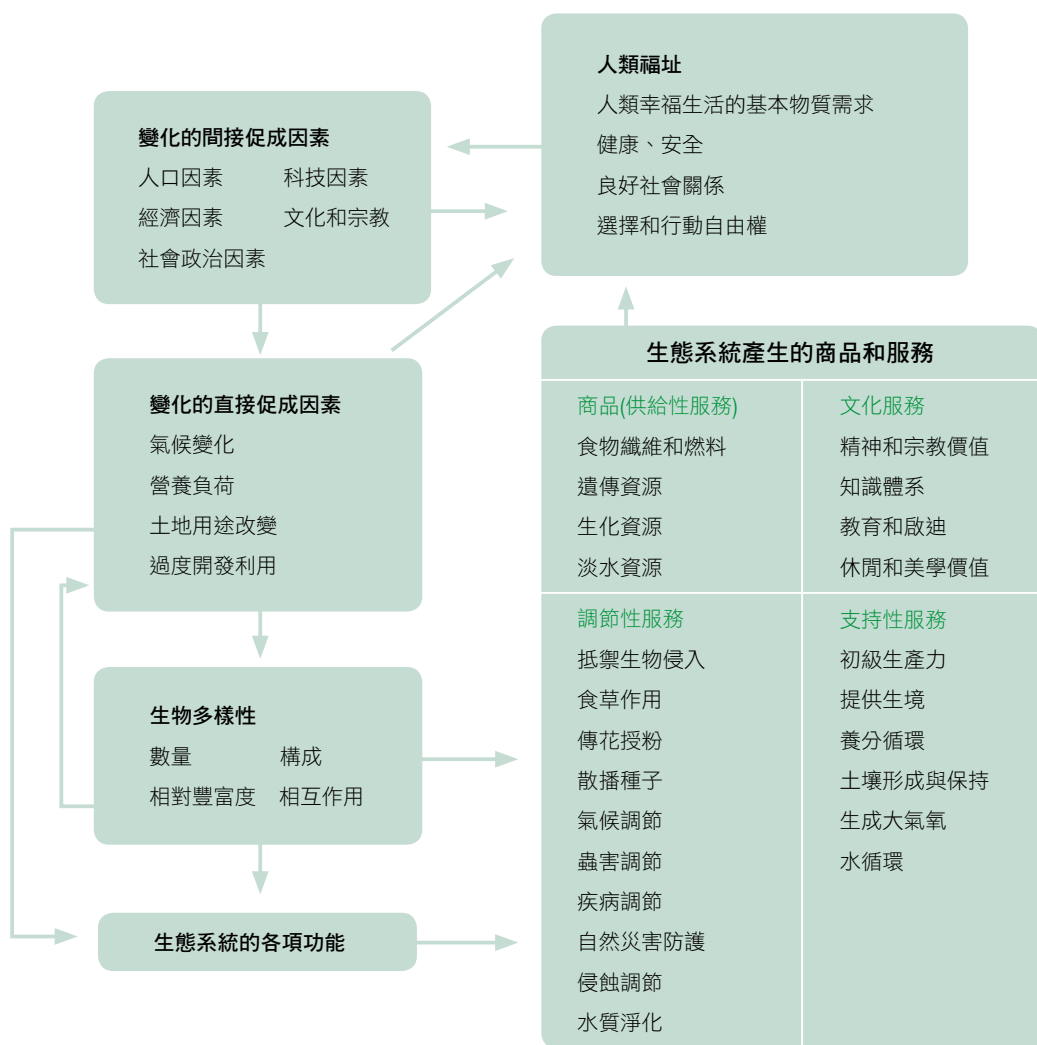 人類福址
人類幸福生活的基本物質需求
健康、安全
良好社會關係
選擇和行動自由權
變化的間接促成因素
人口因素 科技因素
經濟因素 文化和宗教
社會政治因素
變化的直接促成因素
氣候變化
營養負荷
土地用途改變
過度開發利用
生物多樣性
數量 構成
相對豐富度 相互作用
生態系統的各項功能
生態系統產生的商品和服務
商品(供給性服務)
食物纖維和燃料
遺傳資源
生化資源
淡水資源
文化服務
精神和宗教價值
知識體系
教育和啟迪
休閒和美學價值
調節性服務
抵禦生物侵入
食草作用
傳花授粉
散播種子
氣候調節
蟲害調節
疾病調節
自然災害防護
侵蝕調節
水質淨化
支持性服務
初級生產力
提供生境
養分循環
土壤形成與保持
生成大氣氧
水循環